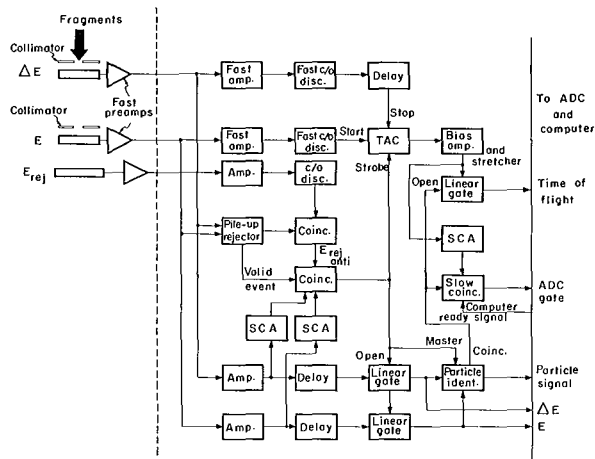 Fragments
Collimator
ΔE
Fast preamps
Collimator
E
E rej
Fast amp.
Fast c/o disc.
Delay
Stop
Fast amp.
Fast c/o disc.
Start
TAC
Bias amp.
and stretcher
To ADC and computer
Amp.
c/o disc.
Strobe
Open
Linear gate
Time of flight
Pile-up rejector
Coinc.
E rej anti
SCA
Valid event
Coinc.
Slow coinc.
ADC gate
Computer ready signal
SCA
SCA
Master
Coinc.
Open
Amp.
Delay
Linear gate
Particle ident.
Particle signal
ΔE
Amp.
Delay
Linear gate
E